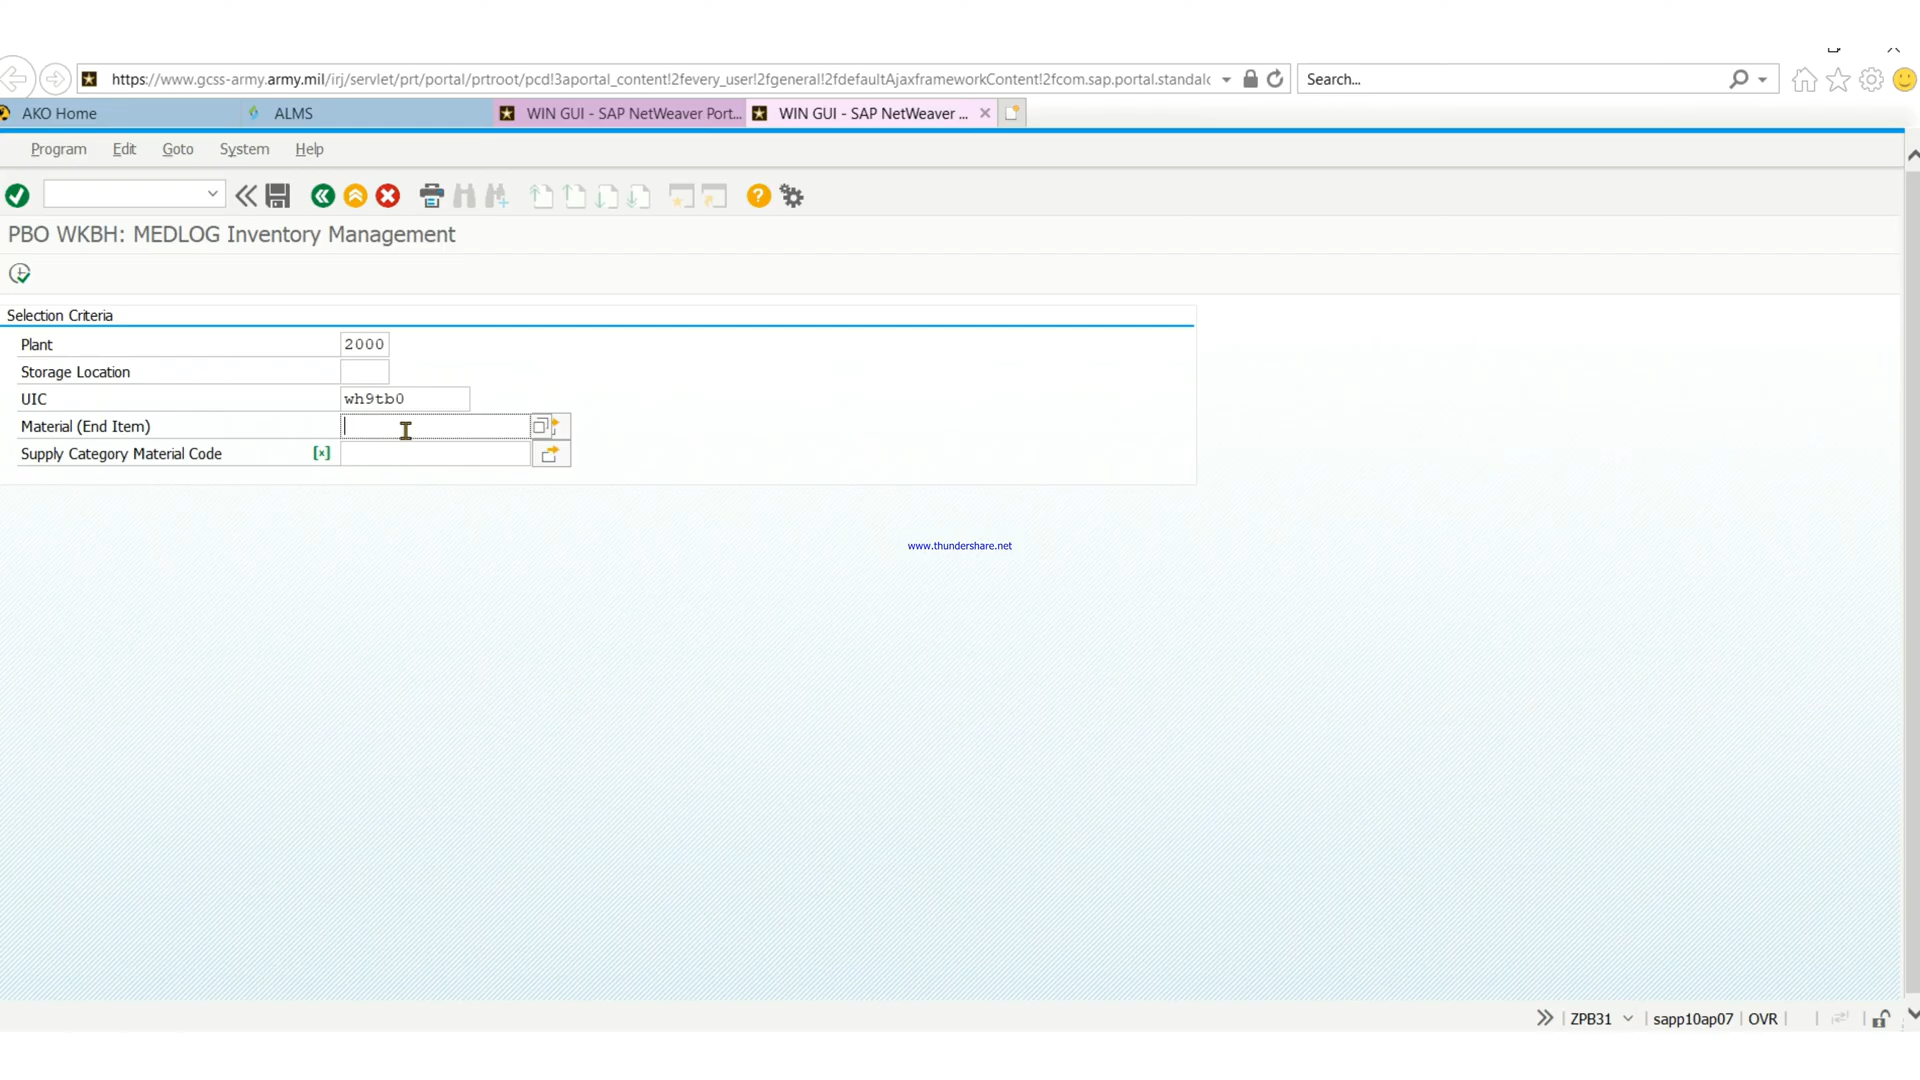 https://www.gcss-army.army.mil/irj/servlet/prt/portal/prtroot/pcd!3aportal_content!2fevery_user!2fgeneral!2fdefaultAjaxframeworkContent!2fcom.sap.portal.standalc
Search...
AKO Home
ALMS
WIN GUI - SAP NetWeaver Port...
WIN GUI - SAP NetWeaver ...
Program Edit Goto System Help
PBO WKBH: MEDLOG Inventory Management
Selection Criteria
Plant 2000
Storage Location
UIC wh9tb0
Material (End Item)
Supply Category Material Code
www.thundershare.net
ZPB31 sapp10ap07 OVR